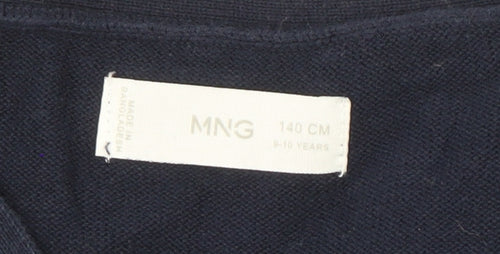 MADE IN
BANGLADESH
MNG
140 CM
9-10 YEARS